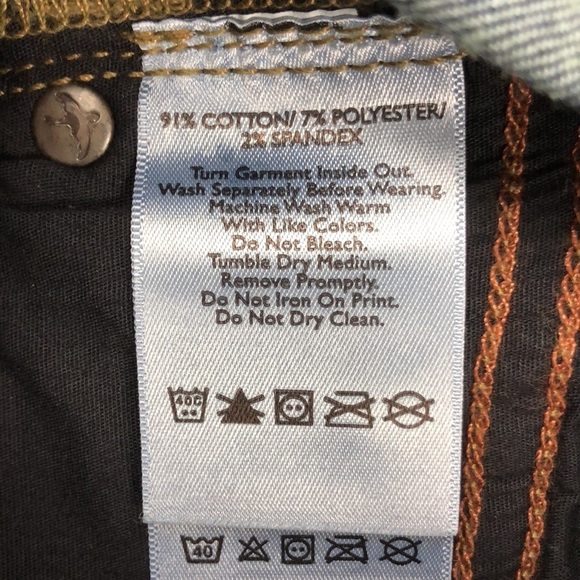 91% COTTON/ 7% POLYESTER/
2% SPANDEX
Turn Garment Inside Out.
Wash Separately Before Wearing.
Machine Wash Warm
With Like Colors.
Do Not Bleach.
Tumble Dry Medium.
Remove Promptly.
Do Not Iron On Print.
Do Not Dry Clean.
40C
40